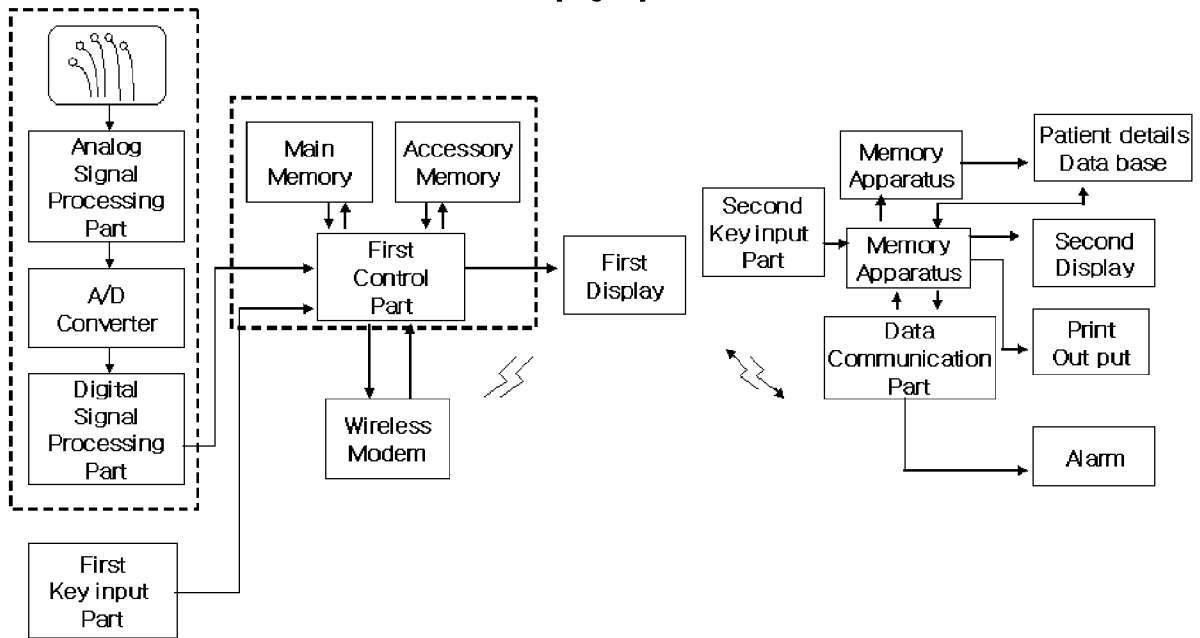 Analog
Signal
Processing
Part
A/D
Converter
Digital
Signal
Processing
Part
First
Key input
Part
Main
Memory
Accessory
Memory
First
Control
Part
Wireless
Modem
First
Display
Second
Key input
Part
Memory
Apparatus
Memory
Apparatus
Data
Communication
Part
Patient details
Data base
Second
Display
Print
Out put
Alarm